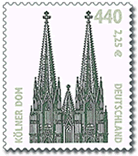 440
2,25€
KÖLNER DOM
DEUTSCHLAND